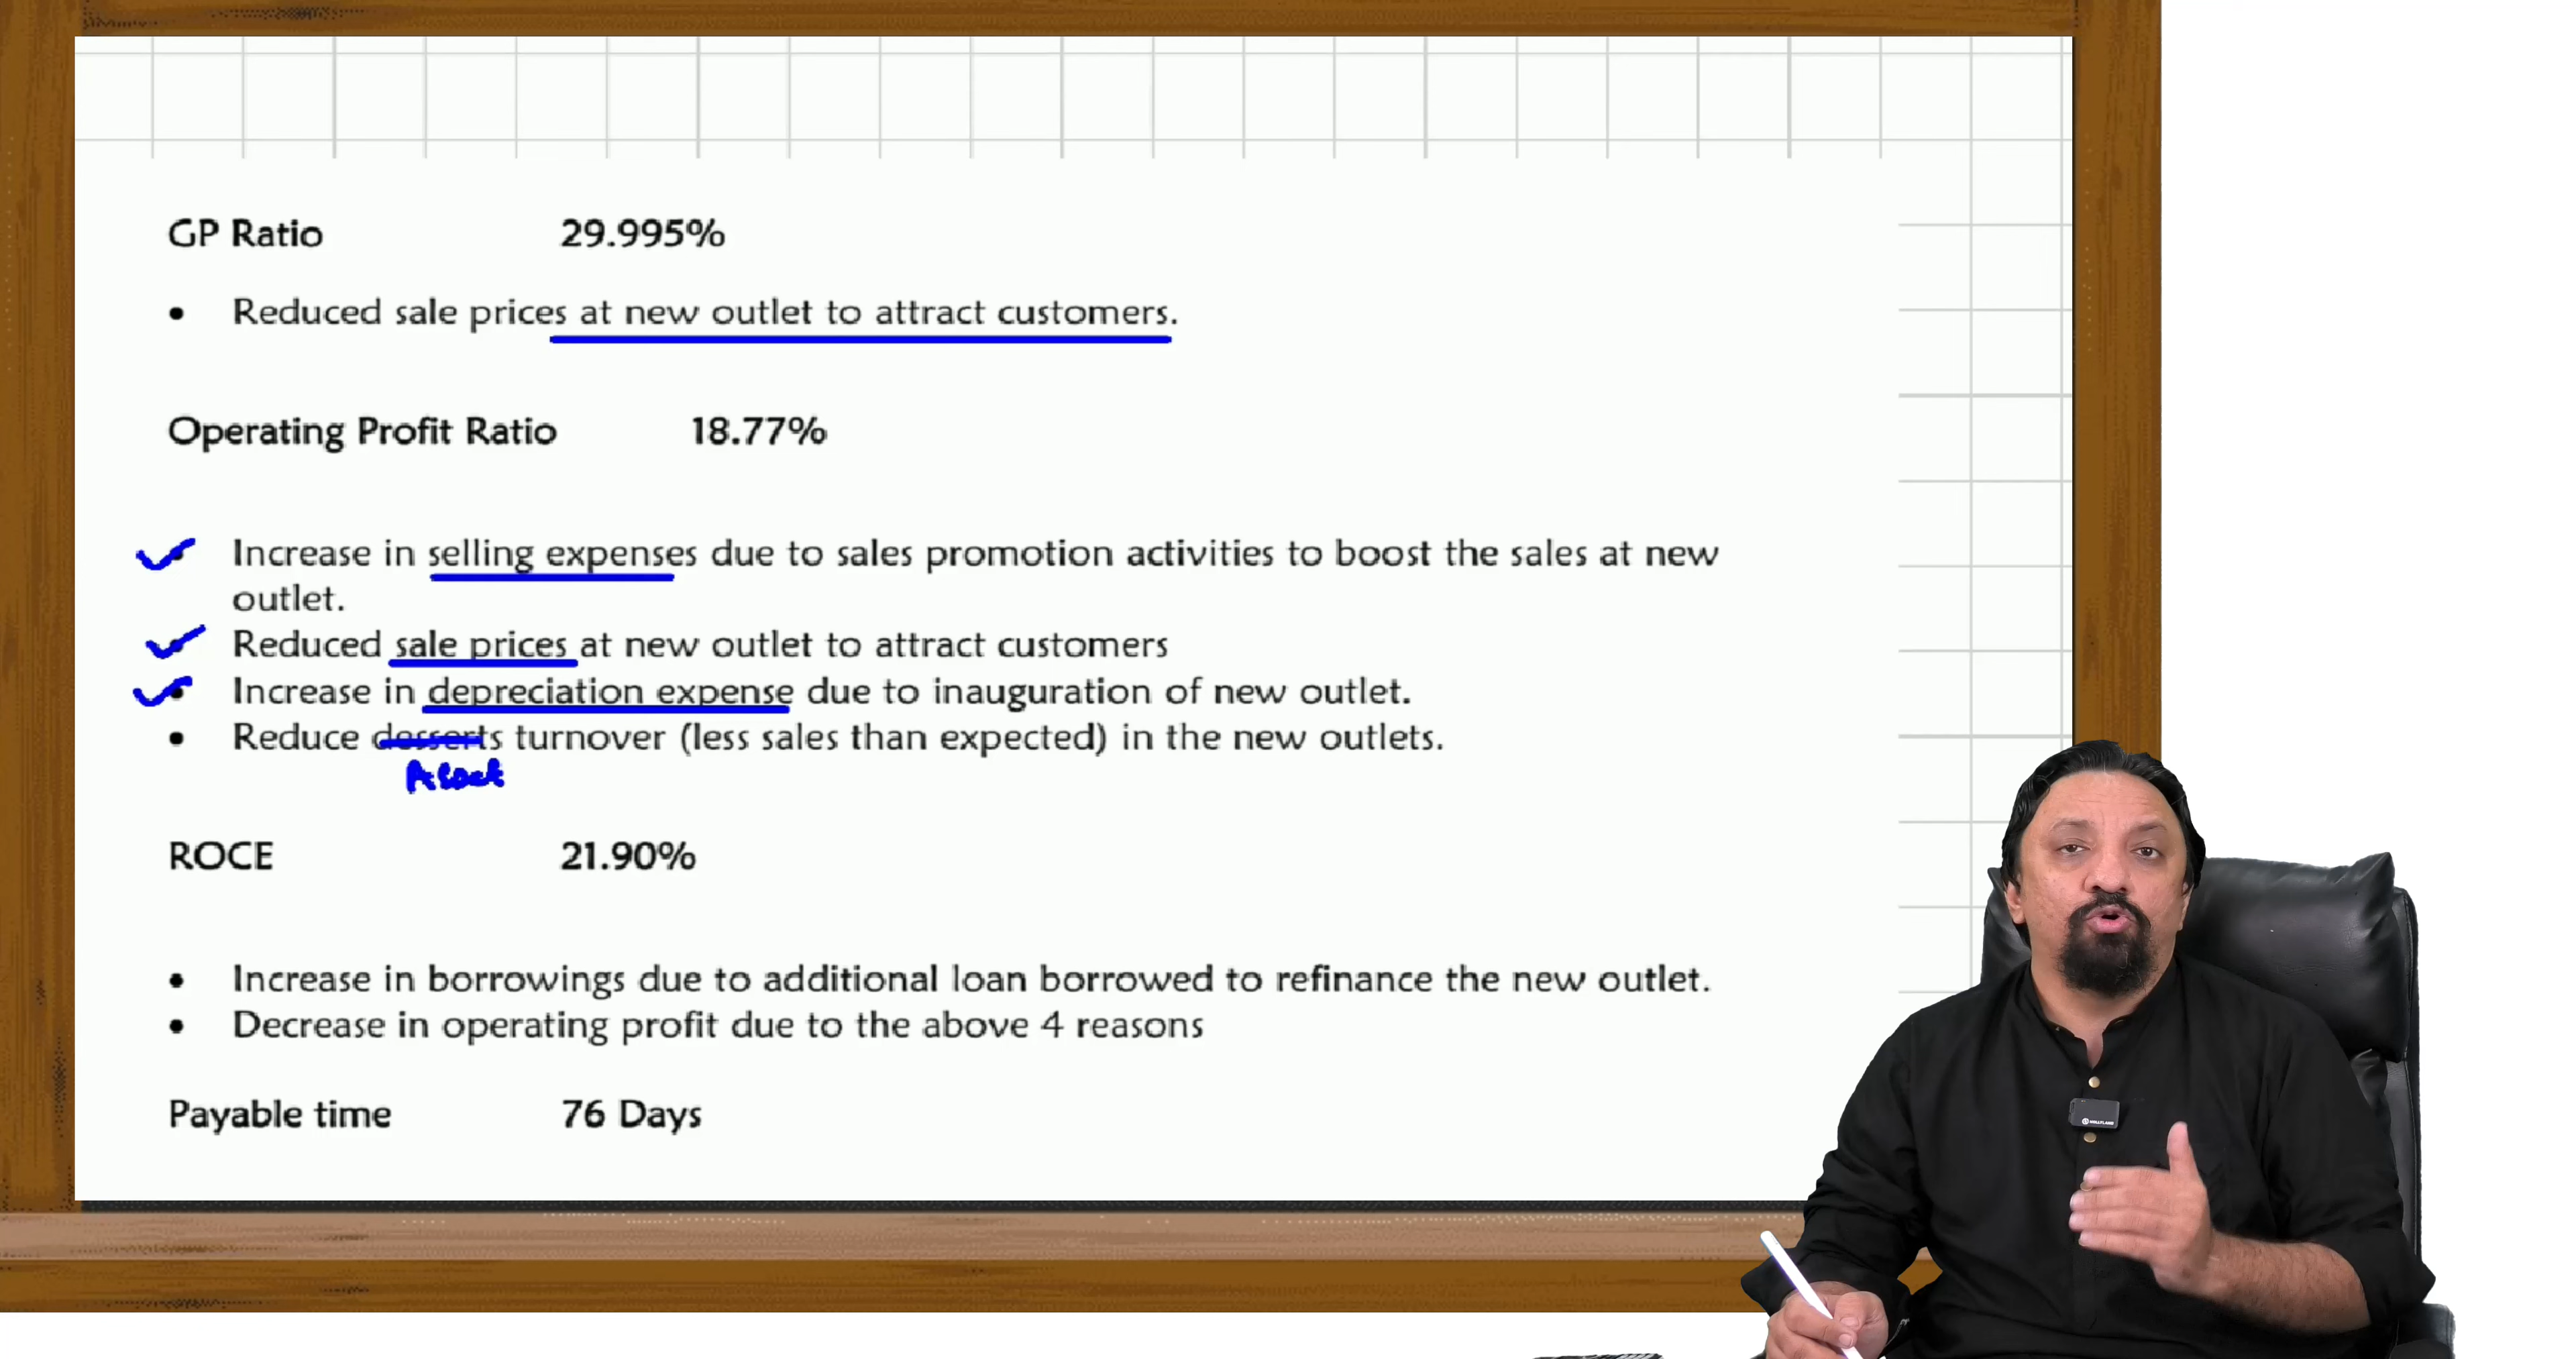 GP Ratio 29.995%
• Reduced sale prices at new outlet to attract customers.
Operating Profit Ratio 18.77%
• Increase in selling expenses due to sales promotion activities to boost the sales at new
outlet.
• Reduced sale prices at new outlet to attract customers
• Increase in depreciation expense due to inauguration of new outlet.
• Reduce desserts turnover (less sales than expected) in the new outlets.
Asset
ROCE 21.90%
• Increase in borrowings due to additional loan borrowed to refinance the new outlet.
• Decrease in operating profit due to the above 4 reasons
Payable time 76 Days